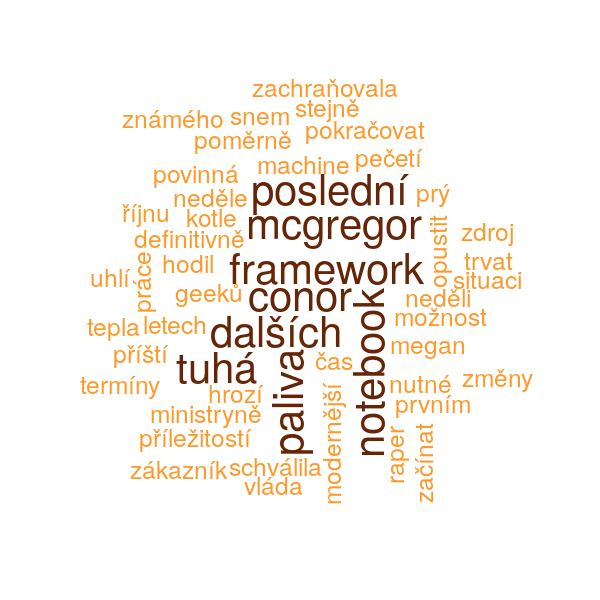 zachraňovala
stejně
známého
snem
pokračovat
poměrně
machine
pečetí
povinná
poslední
prý
neděle
říjnu
kotle
mcgregor
opustit
zdroj
definitivně
hodil
framework
trvat
uhlí
práce
situaci
geeků
conor
neděli
tepla
letech
dalších
notebook
možnost
příští
tuhá
paliva
čas
megan
termíny
hrozí
modernější
nutné
změny
ministryně
prvním
příležitostí
raper
začínat
zákazník
schválila
vláda